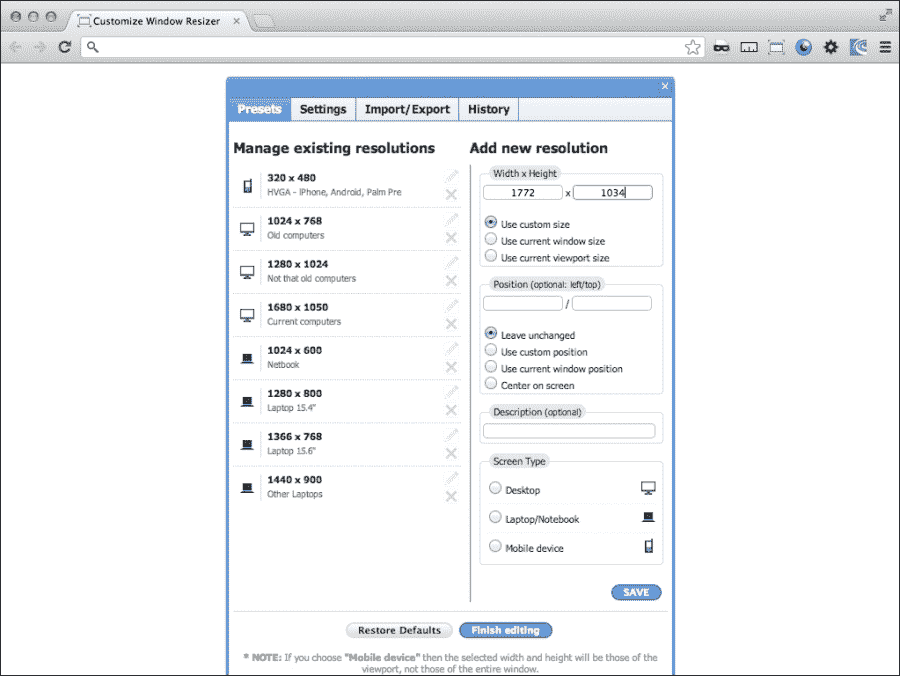 Customize Window Resizer
Presets
Settings
Import/Export
History
Manage existing resolutions
320 x 480
HVGA - iPhone, Android, Palm Pre
1024 x 768
Old computers
1280 x 1024
Not that old computers
1680 x 1050
Current computers
1024 x 600
Netbook
1280 x 800
Laptop 15.4"
1366 x 768
Laptop 15.6"
1440 x 900
Other Laptops
Add new resolution
Width x Height
1772 x 1034
Use custom size
Use current window size
Use current viewport size
Position (optional: left/top)
/
Leave unchanged
Use custom position
Use current window position
Center on screen
Description (optional)
Screen Type
Desktop
Laptop/Notebook
Mobile device
SAVE
Restore Defaults
Finish editing
* NOTE: If you choose "Mobile device" then the selected width and height will be those of the
viewport, not those of the entire window.